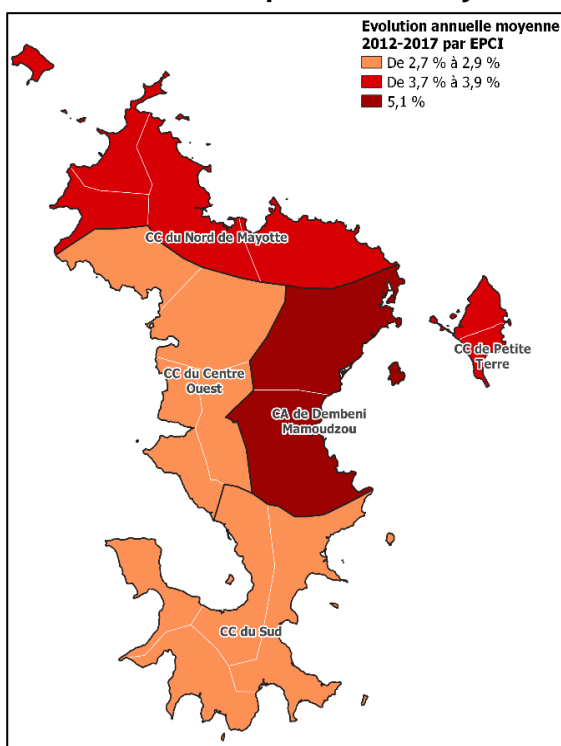 Evolution annuelle moyenne
2012-2017 par EPCI
De 2,7 % à 2,9 %
De 3,7 % à 3,9 %
5,1 %
CC du Nord de Mayotte
CC de Petite
Terre
CC du Centre
Ouest
CA de Dembeni
Mamoudzou
CC du Sud